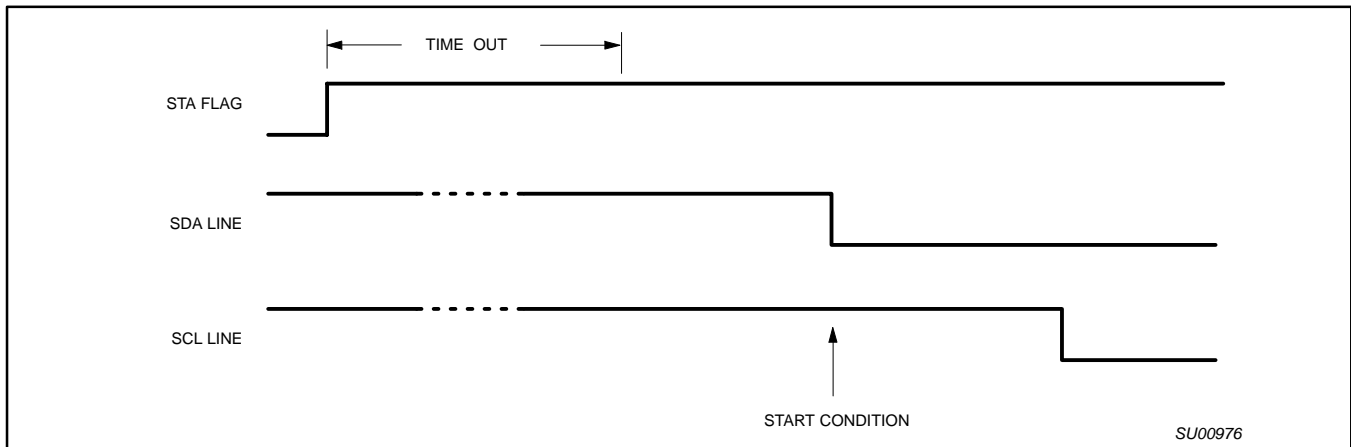 TIME OUT
STA FLAG
SDA LINE
SCL LINE
START CONDITION
SU00976